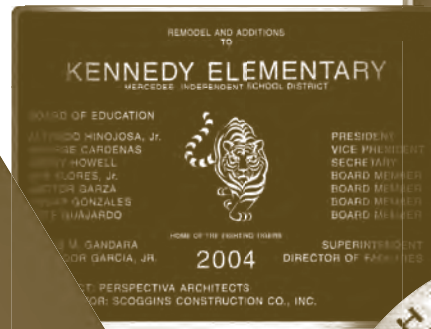 REMODEL AND ADDITIONS
TO
KENNEDY ELEMENTARY
MERCEDES INDEPENDENT SCHOOL DISTRICT
BOARD OF EDUCATION
HINOJOSA, Jr. PRESIDENT
CARDENAS VICE PRESIDENT
HOWELL SECRETARY
FLORES, Jr. BOARD MEMBER
GARZA BOARD MEMBER
GONZALES BOARD MEMBER
GUAJARDO BOARD MEMBER
HOME OF THE FIGHTING TIGERS
M. GANDARA SUPERINTENDENT
GARCIA, JR. 2004 DIRECTOR OF FACILITIES
PERSPECTIVA ARCHITECTS
SCOGGINS CONSTRUCTION CO., INC.
H